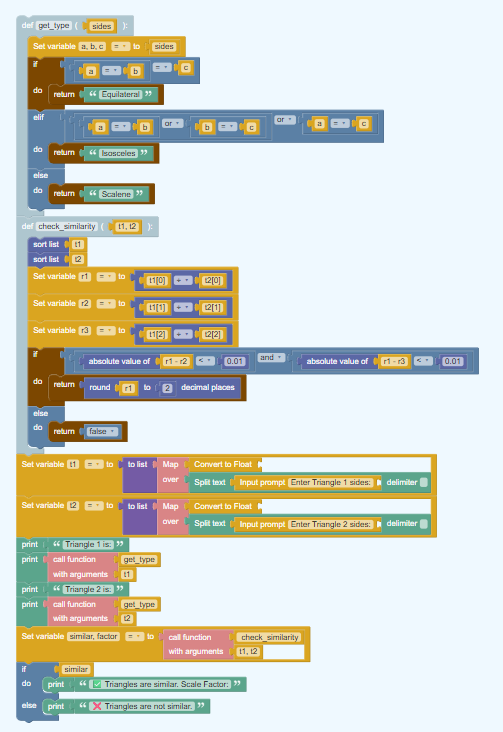 def get_type ( sides ):
Set variable a, b, c = to sides
if a = b = c
do return “ Equilateral ”
elif a = b or b = c or a = c
do return “ Isosceles ”
else
do return “ Scalene ”
def check_similarity ( t1, t2 ):
sort list t1
sort list t2
Set variable r1 = to t1[0] ÷ t2[0]
Set variable r2 = to t1[1] ÷ t2[1]
Set variable r3 = to t1[2] ÷ t2[2]
if absolute value of r1 - r2 < 0.01 and absolute value of r1 - r3 < 0.01
do return round r1 to 2 decimal places
else
do return false
Set variable t1 = to to list Map Convert to Float
over Split text Input prompt Enter Triangle 1 sides: delimiter
Set variable t2 = to to list Map Convert to Float
over Split text Input prompt Enter Triangle 2 sides: delimiter
print “ Triangle 1 is: ”
print call function get_type
with arguments t1
print “ Triangle 2 is: ”
print call function get_type
with arguments t2
Set variable similar, factor = to call function check_similarity
with arguments t1, t2
if similar
do print “ ✅ Triangles are similar. Scale Factor: ”
else print “ ❌ Triangles are not similar. ”